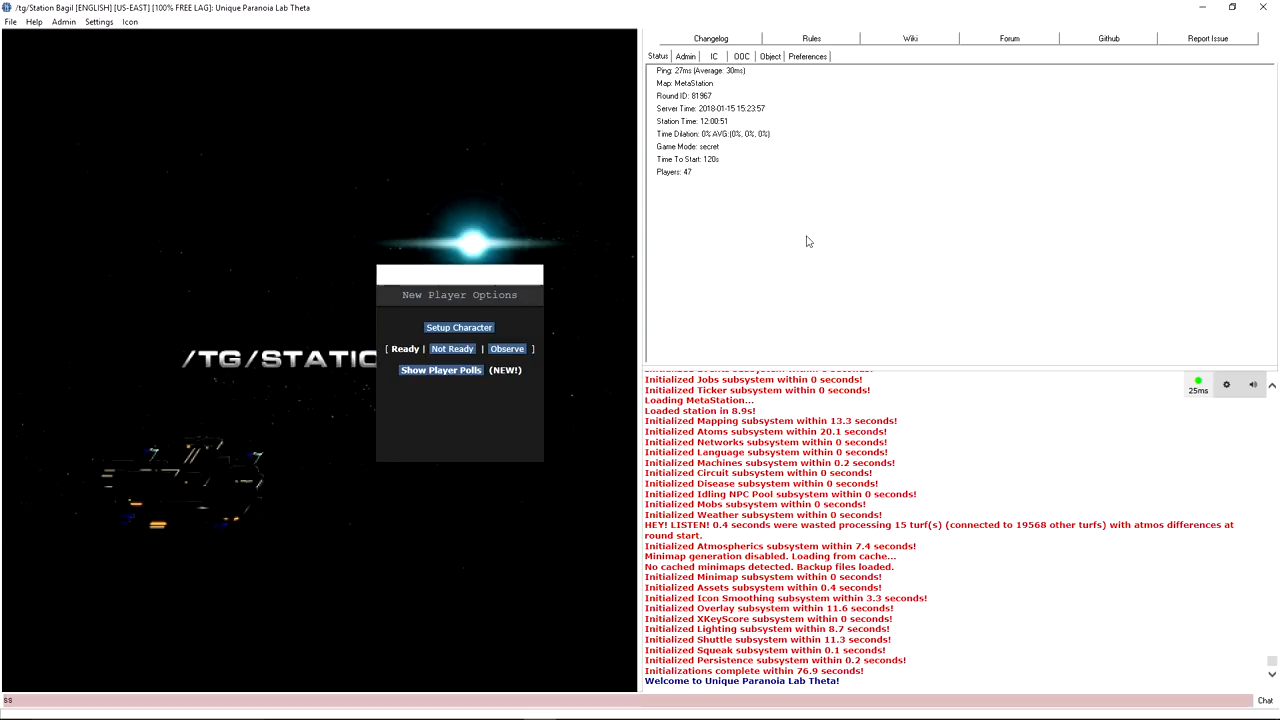 /tg/Station Bagil [ENGLISH] [US-EAST] [100% FREE LAG]: Unique Paranoia Lab Theta
File Help Admin Settings Icon
Changelog Rules Wiki Forum Github Report Issue
Status Admin IC OOC Object Preferences
Ping: 27ms (Average: 30ms)
Map: MetaStation
Round ID: 81967
Server Time: 2018-01-15 15:23:57
Station Time: 12:00:51
Time Dilation: 0% AVG:(0%, 0%, 0%)
Game Mode: secret
Time To Start: 120s
Players: 47
/TG/STATIO
New Player Options
Setup Character
[ Ready | Not Ready | Observe ]
Show Player Polls (NEW!)
Initialized Events subsystem within 0 seconds!
Initialized Jobs subsystem within 0 seconds!
Initialized Ticker subsystem within 0 seconds!
Loading MetaStation...
Loaded station in 8.9s!
Initialized Mapping subsystem within 13.3 seconds!
Initialized Atoms subsystem within 20.1 seconds!
Initialized Networks subsystem within 0 seconds!
Initialized Language subsystem within 0 seconds!
Initialized Machines subsystem within 0.2 seconds!
Initialized Circuit subsystem within 0 seconds!
Initialized Disease subsystem within 0 seconds!
Initialized Idling NPC Pool subsystem within 0 seconds!
Initialized Mobs subsystem within 0 seconds!
Initialized Weather subsystem within 0 seconds!
HEY! LISTEN! 0.4 seconds were wasted processing 15 turf(s) (connected to 19568 other turfs) with atmos differences at
round start.
Initialized Atmospherics subsystem within 7.4 seconds!
Minimap generation disabled. Loading from cache...
No cached minimaps detected. Backup files loaded.
Initialized Minimap subsystem within 0 seconds!
Initialized Assets subsystem within 0.4 seconds!
Initialized Icon Smoothing subsystem within 3.3 seconds!
Initialized Overlay subsystem within 11.6 seconds!
Initialized XKeyScore subsystem within 0 seconds!
Initialized Lighting subsystem within 8.7 seconds!
Initialized Shuttle subsystem within 11.3 seconds!
Initialized Squeak subsystem within 0.1 seconds!
Initialized Persistence subsystem within 0.2 seconds!
Initializations complete within 76.9 seconds!
Welcome to Unique Paranoia Lab Theta!
25ms
ss
Chat